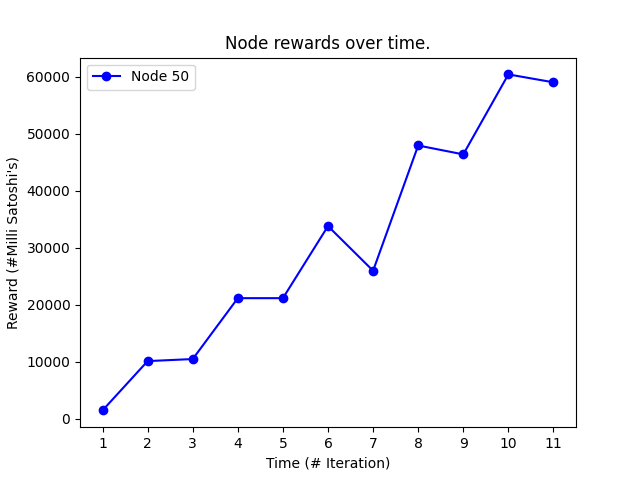 Node rewards over time.
Node 50
60000
50000
40000
30000
20000
10000
0
Reward (#Milli Satoshi's)
1 2 3 4 5 6 7 8 9 10 11
Time (# Iteration)